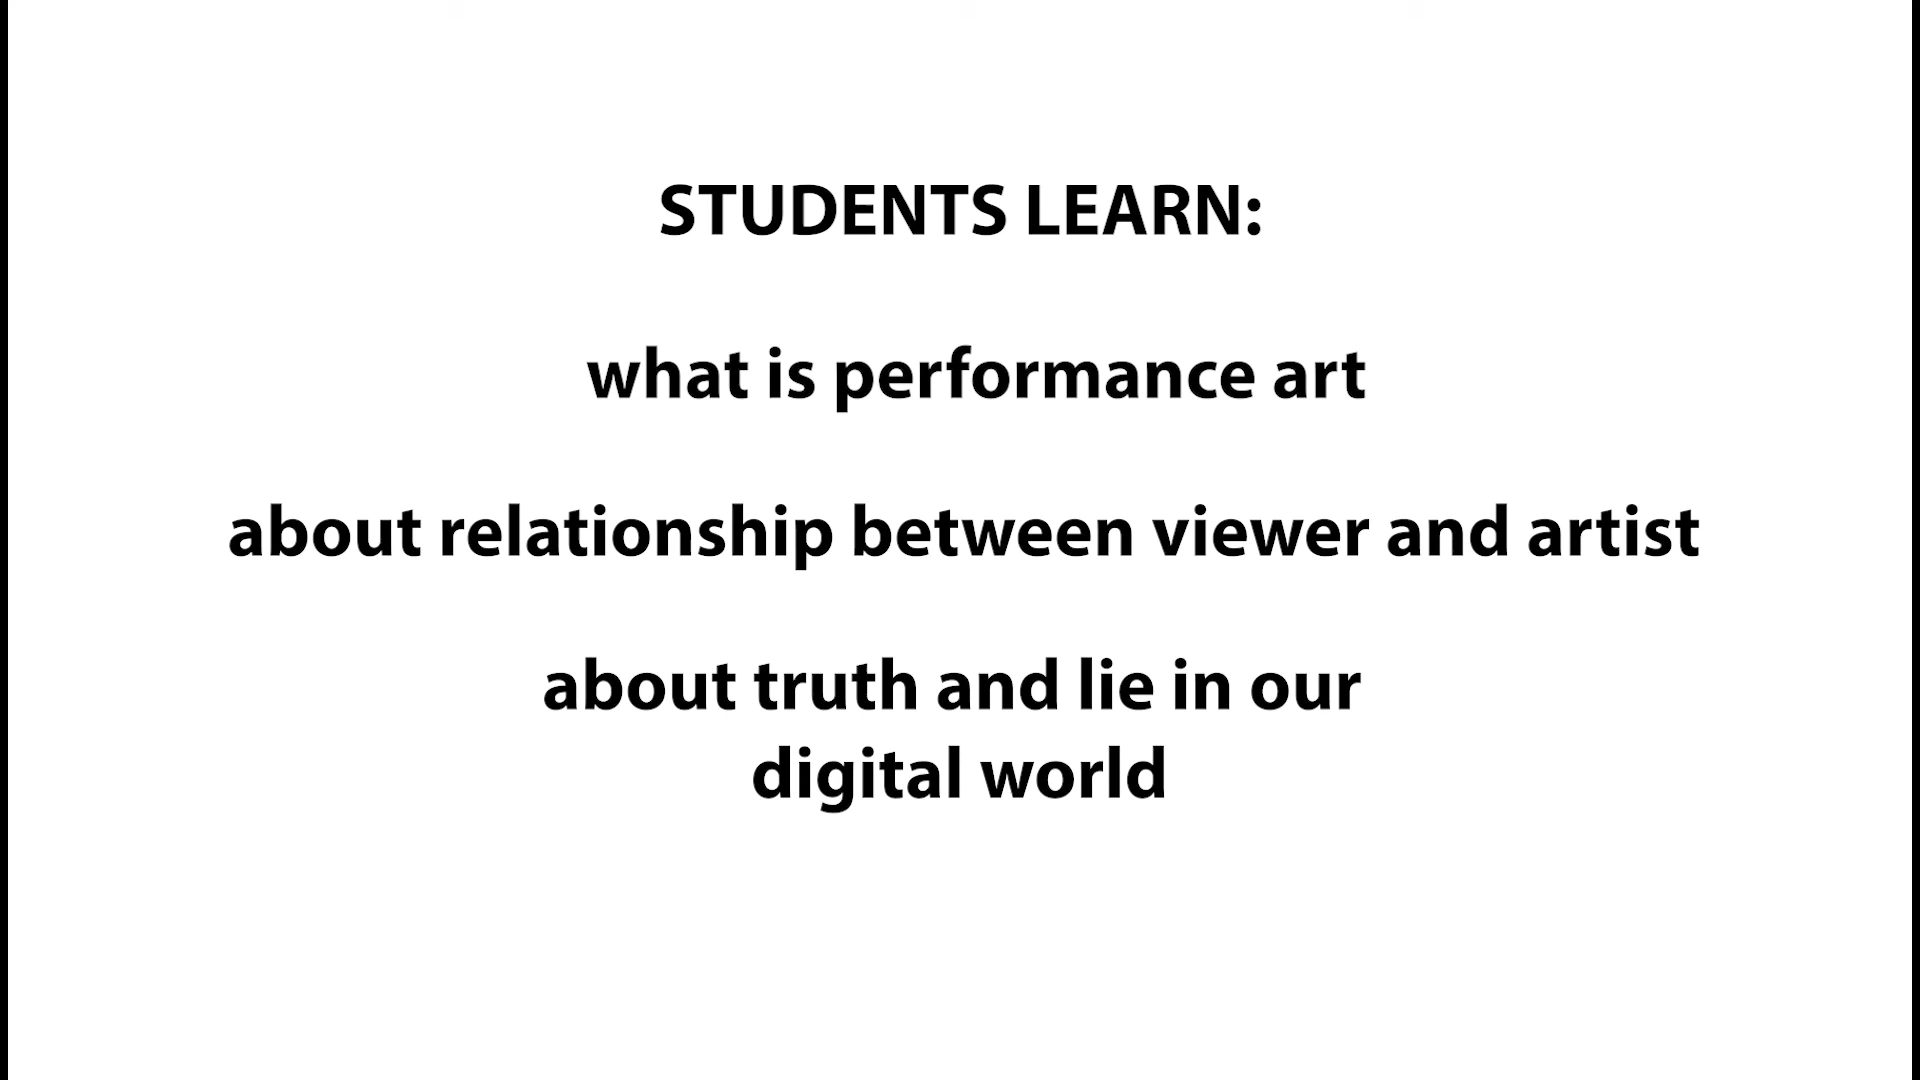 STUDENTS LEARN:
what is performance art
about relationship between viewer and artist
about truth and lie in our
digital world